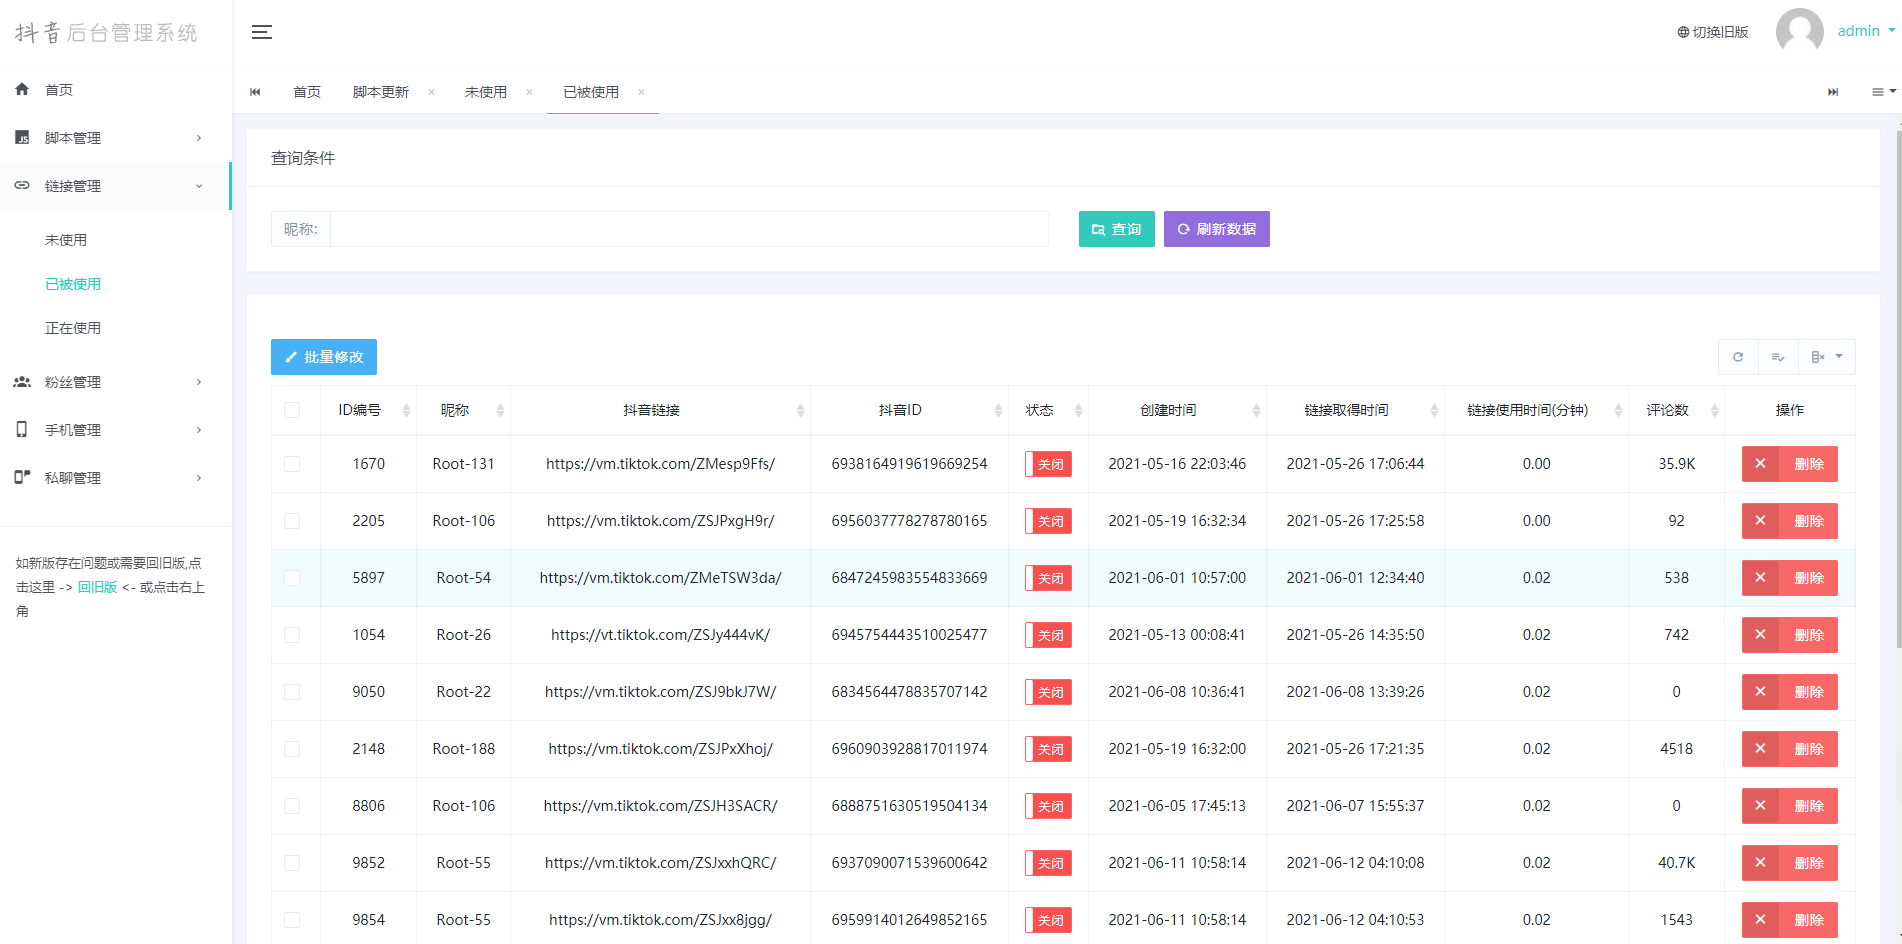 抖音后台管理系统
切换旧版
admin
首页
脚本更新 ×
未使用 ×
已被使用 ×
首页
脚本管理
链接管理
未使用
已被使用
正在使用
粉丝管理
手机管理
私聊管理
如新版存在问题或需要回旧版,点
击这里 -> 回旧版 <- 或点击右上
角
查询条件
昵称:
查询
刷新数据
批量修改
ID编号 昵称 抖音链接 抖音ID 状态 创建时间 链接取得时间 链接使用时间(分钟) 评论数 操作
1670 Root-131 https://vm.tiktok.com/ZMesp9Ffs/ 6938164919619669254 关闭 2021-05-16 22:03:46 2021-05-26 17:06:44 0.00 35.9K 删除
2205 Root-106 https://vm.tiktok.com/ZSJPxgH9r/ 6956037778278780165 关闭 2021-05-19 16:32:34 2021-05-26 17:25:58 0.00 92 删除
5897 Root-54 https://vm.tiktok.com/ZMeTSW3da/ 6847245983554833669 关闭 2021-06-01 10:57:00 2021-06-01 12:34:40 0.02 538 删除
1054 Root-26 https://vt.tiktok.com/ZSJy444vK/ 6945754443510025477 关闭 2021-05-13 00:08:41 2021-05-26 14:35:50 0.02 742 删除
9050 Root-22 https://vm.tiktok.com/ZSJ9bkJ7W/ 6834564478835707142 关闭 2021-06-08 10:36:41 2021-06-08 13:39:26 0.02 0 删除
2148 Root-188 https://vm.tiktok.com/ZSJPxXhoj/ 6960903928817011974 关闭 2021-05-19 16:32:00 2021-05-26 17:21:35 0.02 4518 删除
8806 Root-106 https://vm.tiktok.com/ZSJH3SACR/ 6888751630519504134 关闭 2021-06-05 17:45:13 2021-06-07 15:55:37 0.02 0 删除
9852 Root-55 https://vm.tiktok.com/ZSJxxhQRC/ 6937090071539600642 关闭 2021-06-11 10:58:14 2021-06-12 04:10:08 0.02 40.7K 删除
9854 Root-55 https://vm.tiktok.com/ZSJxx8jgg/ 6959914012649852165 关闭 2021-06-11 10:58:14 2021-06-12 04:10:53 0.02 1543 删除